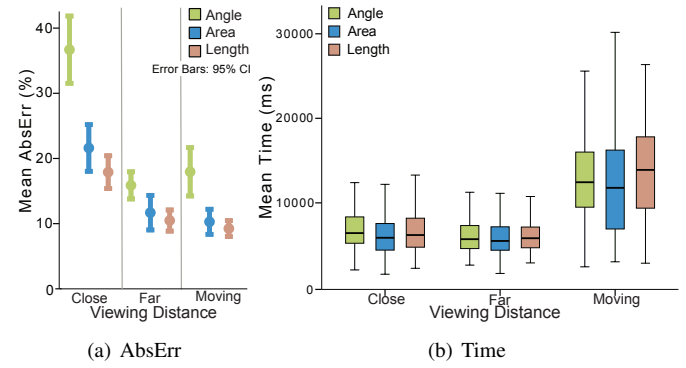 Angle
Area
Length
Error Bars: 95% CI
Mean AbsErr (%)
40
30
20
10
0
Close
Far
Moving
Viewing Distance
(a) AbsErr
Angle
Area
Length
Mean Time (ms)
30000
20000
10000
0
Close
Far
Moving
Viewing Distance
(b) Time